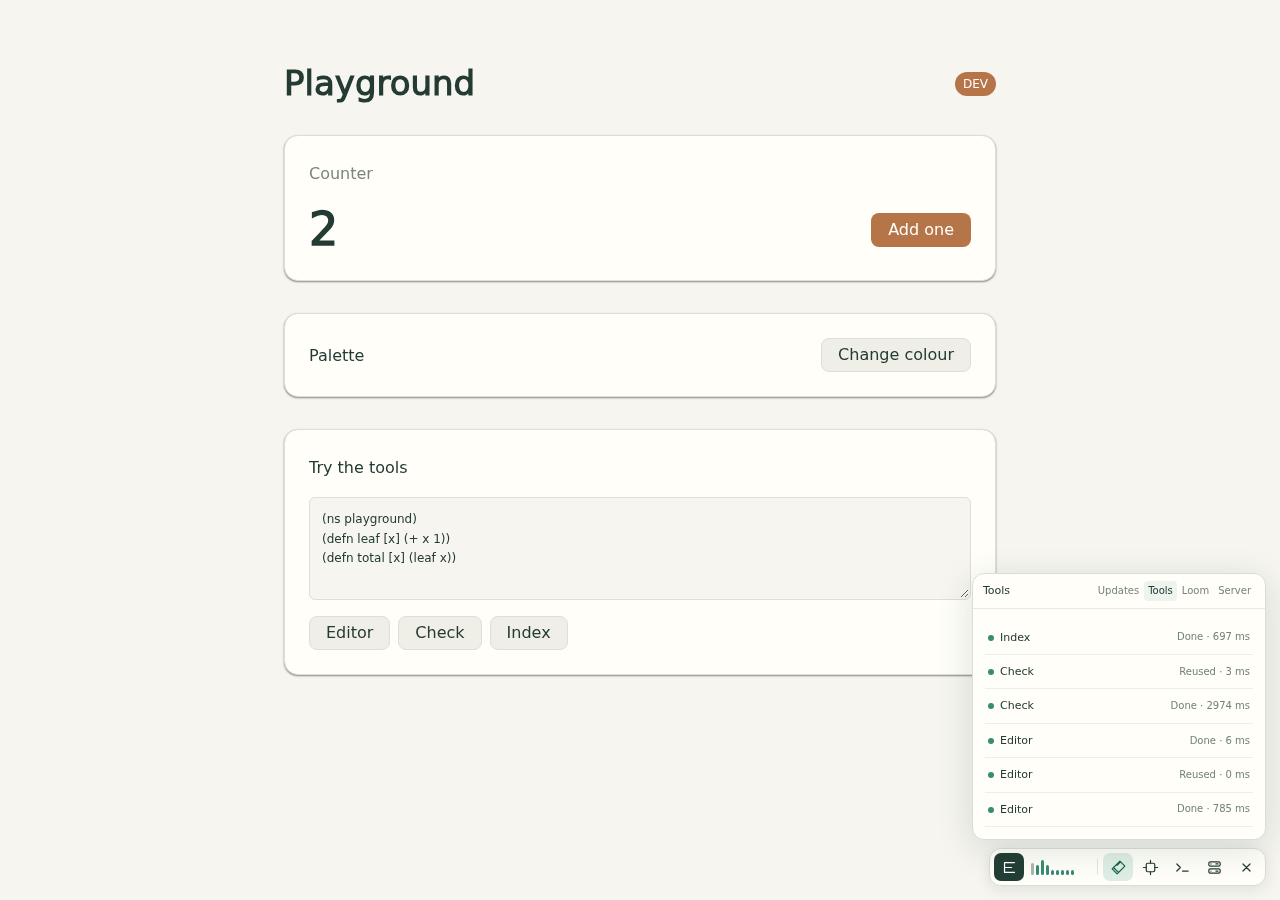 Playground
DEV
Counter
2
Add one
Palette
Change colour
Try the tools
(ns playground)
(defn leaf [x] (+ x 1))
(defn total [x] (leaf x))
Editor Check Index
Tools Updates Tools Loom Server
Index Done · 697 ms
Check Reused · 3 ms
Check Done · 2974 ms
Editor Done · 6 ms
Editor Reused · 0 ms
Editor Done · 785 ms